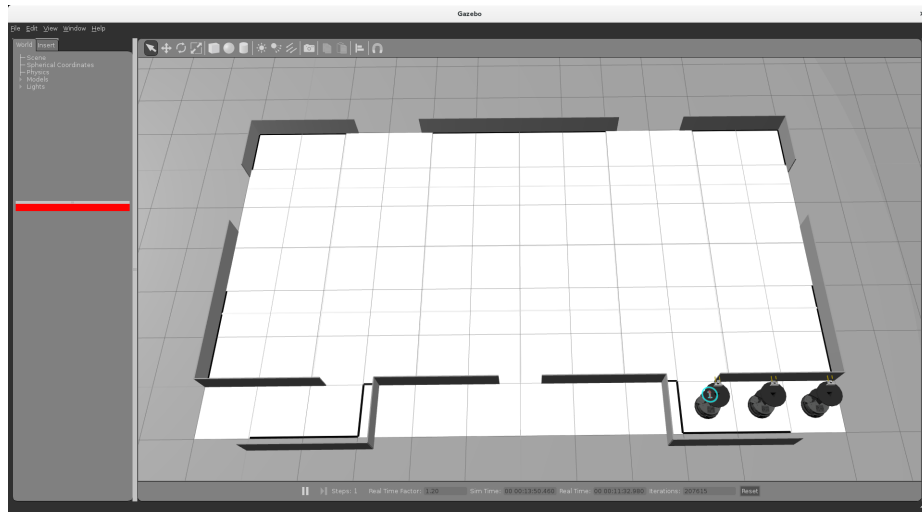 Gazebo
File Edit View Window Help
World Insert
Scene
Spherical Coordinates
Physics
Models
Lights
1
Steps: 1 Real Time Factor: 1.20 Sim Time: 00 00:13:50.460 Real Time: 00 00:11:32.680 Iterations: 207615 Reset